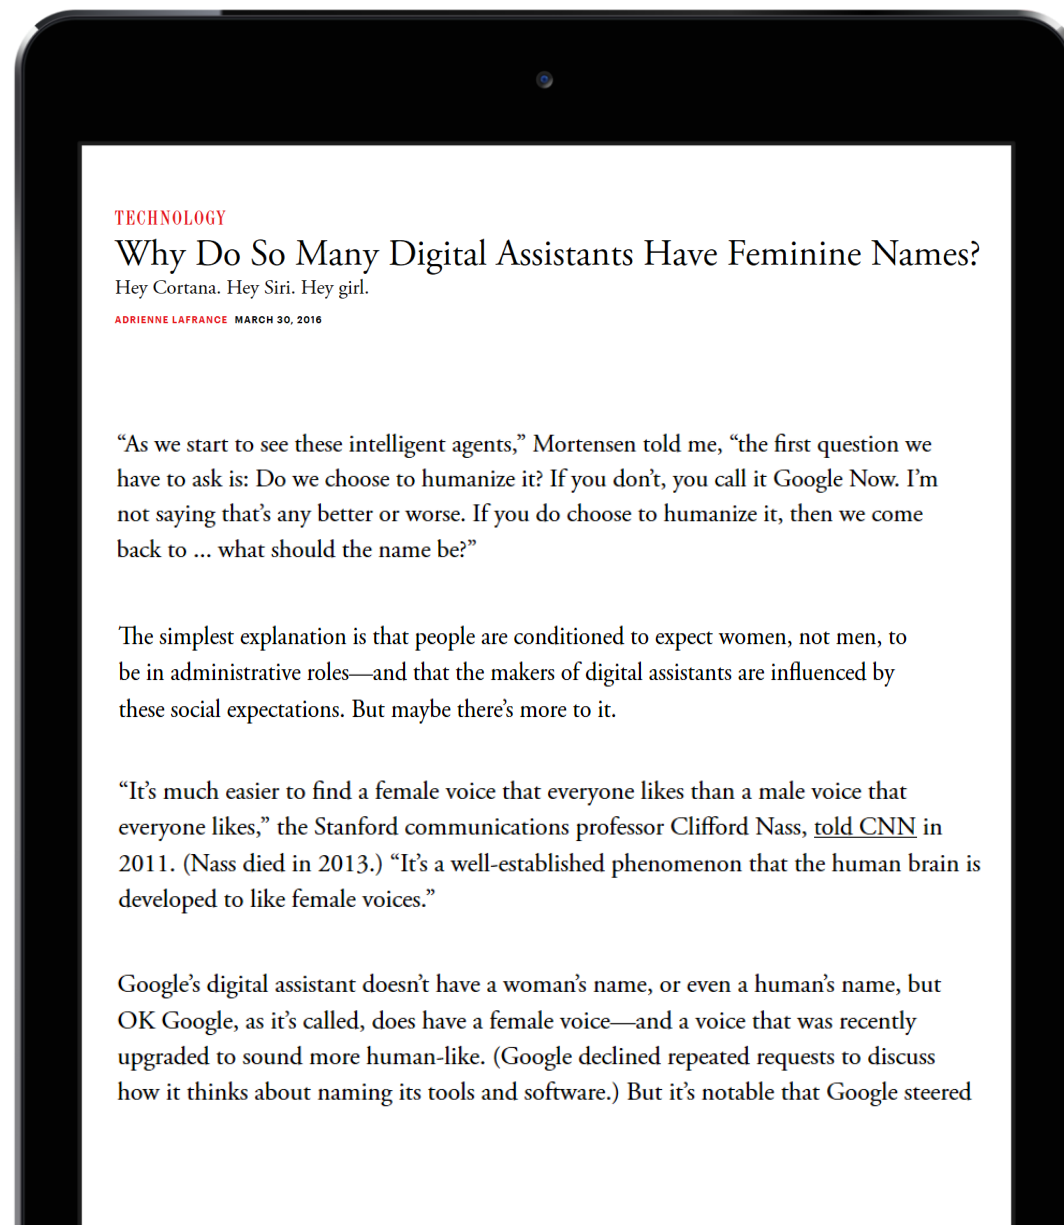 TECHNOLOGY
Why Do So Many Digital Assistants Have Feminine Names?
Hey Cortana. Hey Siri. Hey girl.
ADRIENNE LAFRANCE MARCH 30, 2016
“As we start to see these intelligent agents,” Mortensen told me, “the first question we
have to ask is: Do we choose to humanize it? If you don’t, you call it Google Now. I’m
not saying that’s any better or worse. If you do choose to humanize it, then we come
back to ... what should the name be?”
The simplest explanation is that people are conditioned to expect women, not men, to
be in administrative roles—and that the makers of digital assistants are influenced by
these social expectations. But maybe there’s more to it.
“It’s much easier to find a female voice that everyone likes than a male voice that
everyone likes,” the Stanford communications professor Clifford Nass, told CNN in
2011. (Nass died in 2013.) “It’s a well-established phenomenon that the human brain is
developed to like female voices.”
Google’s digital assistant doesn’t have a woman’s name, or even a human’s name, but
OK Google, as it’s called, does have a female voice—and a voice that was recently
upgraded to sound more human-like. (Google declined repeated requests to discuss
how it thinks about naming its tools and software.) But it’s notable that Google steered